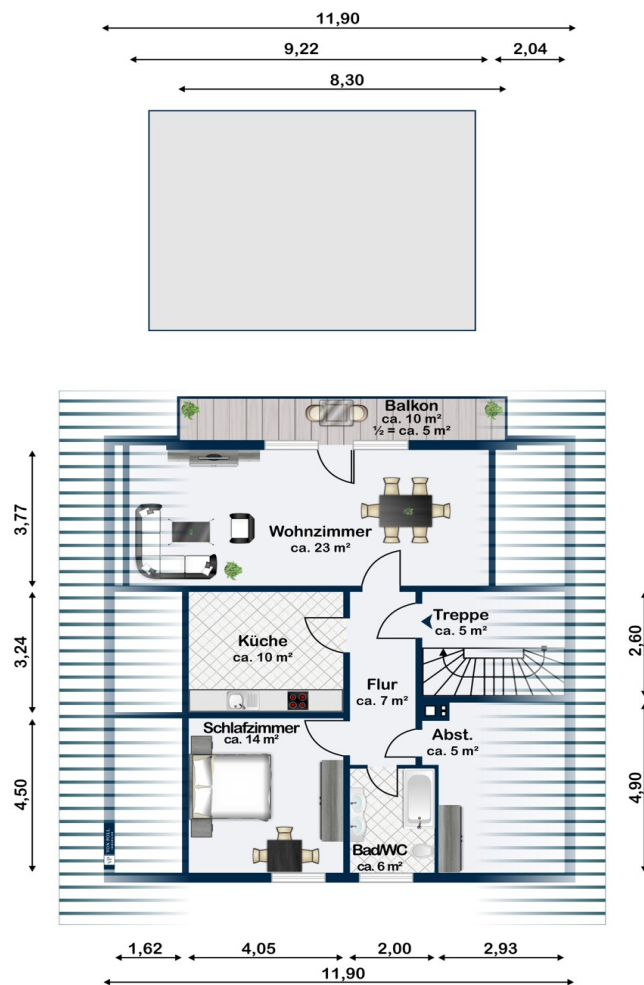 11,90
9,22
2,04
8,30
Balkon
ca. 10 m²
½ = ca. 5 m²
3,77
Wohnzimmer
ca. 23 m²
Treppe
ca. 5 m²
2,60
3,24
Küche
ca. 10 m²
Flur
ca. 7 m²
Schlafzimmer
ca. 14 m²
Abst.
ca. 5 m²
4,50
4,90
Bad/WC
ca. 6 m²
1,62
4,05
2,00
2,93
11,90